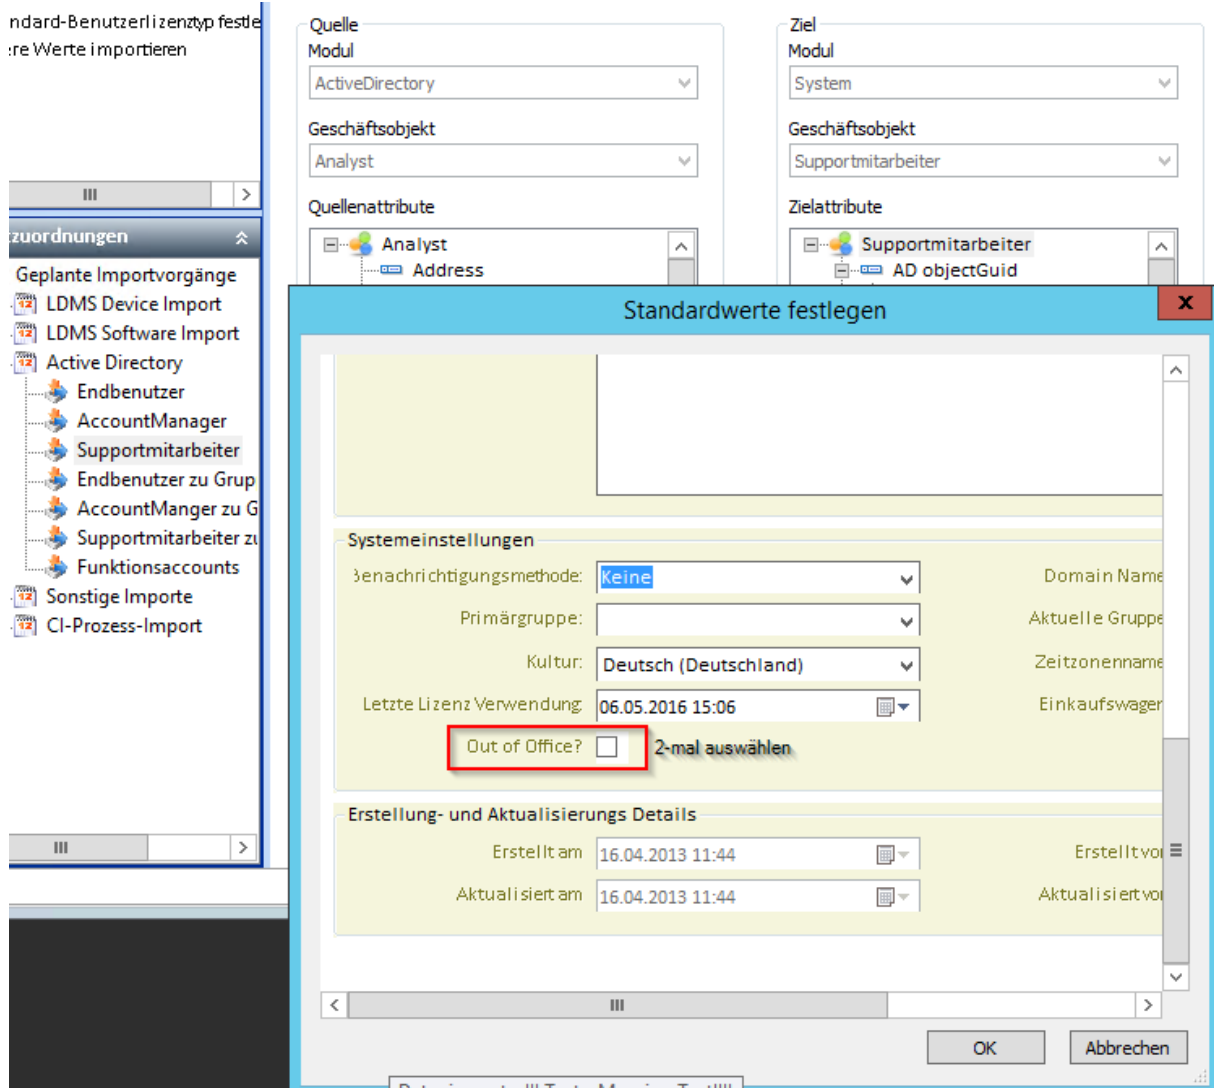 ndard-Benutzerlizenztyp festle
re Werte importieren
zuordnungen
Geplante Importvorgänge
LDMS Device Import
LDMS Software Import
Active Directory
Endbenutzer
AccountManager
Supportmitarbeiter
Endbenutzer zu Grup
AccountManger zu G
Supportmitarbeiter zu
Funktionsaccounts
Sonstige Importe
CI-Prozess-Import
Quelle
Modul
ActiveDirectory
Geschäftsobjekt
Analyst
Quellenattribute
Analyst
Address
Ziel
Modul
System
Geschäftsobjekt
Supportmitarbeiter
Zielattribute
Supportmitarbeiter
AD objectGuid
Standardwerte festlegen
x
Systemeinstellungen
Benachrichtigungsmethode: Keine Domain Name
Primärgruppe: Aktuelle Gruppe
Kultur: Deutsch (Deutschland) Zeitzonenname
Letzte Lizenz Verwendung: 06.05.2016 15:06 Einkaufswagen
Out of Office? 2-mal auswählen
Erstellung- und Aktualisierungs Details
Erstellt am 16.04.2013 11:44 Erstellt von
Aktualisiert am 16.04.2013 11:44 Aktualisiert von
OK Abbrechen